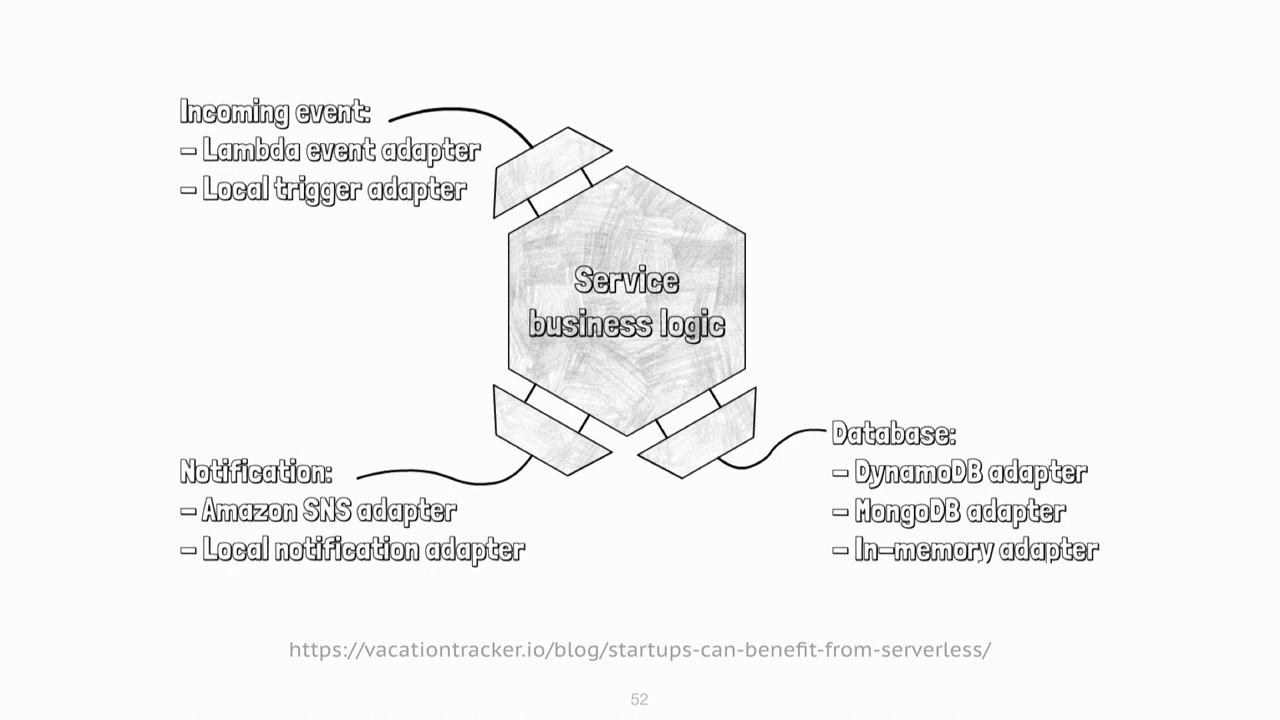 Incoming event:
- Lambda event adapter
- Local trigger adapter
Service
business logic
Notification:
- Amazon SNS adapter
- Local notification adapter
Database:
- DynamoDB adapter
- MongoDB adapter
- In-memory adapter
https://vacationtracker.io/blog/startups-can-benefit-from-serverless/
52